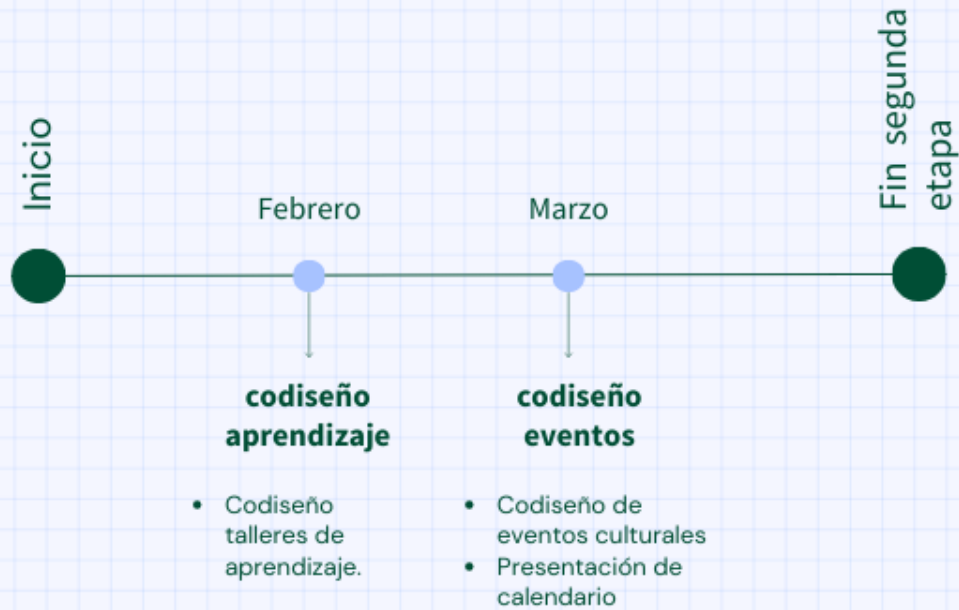 Inicio
Febrero
Marzo
Fin segunda
etapa
codiseño
aprendizaje
• Codiseño
talleres de
aprendizaje.
codiseño
eventos
• Codiseño de
eventos culturales
• Presentación de
calendario